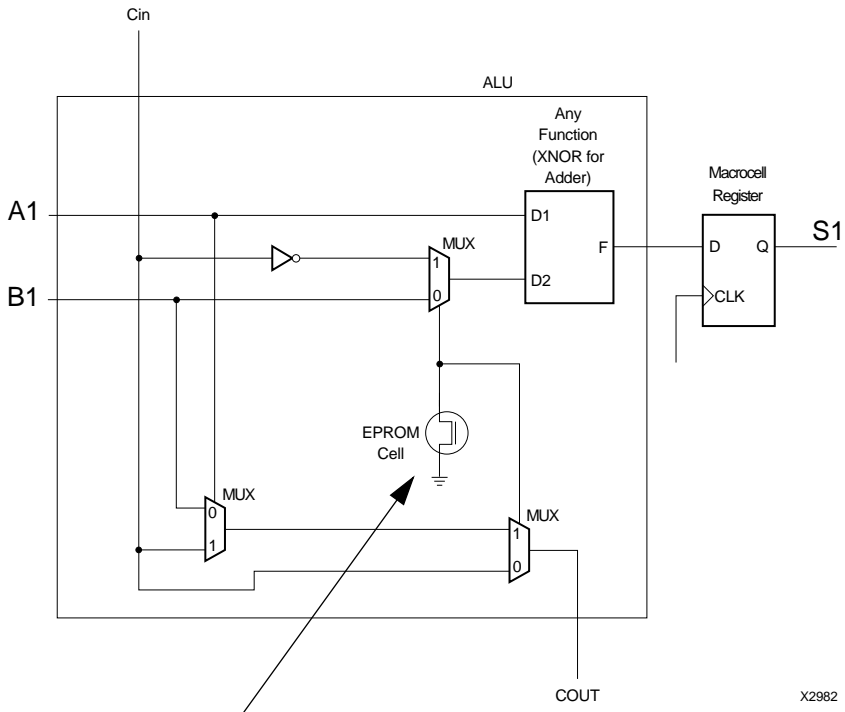 Cin
ALU
Any
Function
(XNOR for
Adder)
Macrocell
Register
A1
D1
MUX
1
F
D
Q
S1
D2
B1
0
CLK
EPROM
Cell
MUX
0
1
MUX
1
0
COUT
X2982